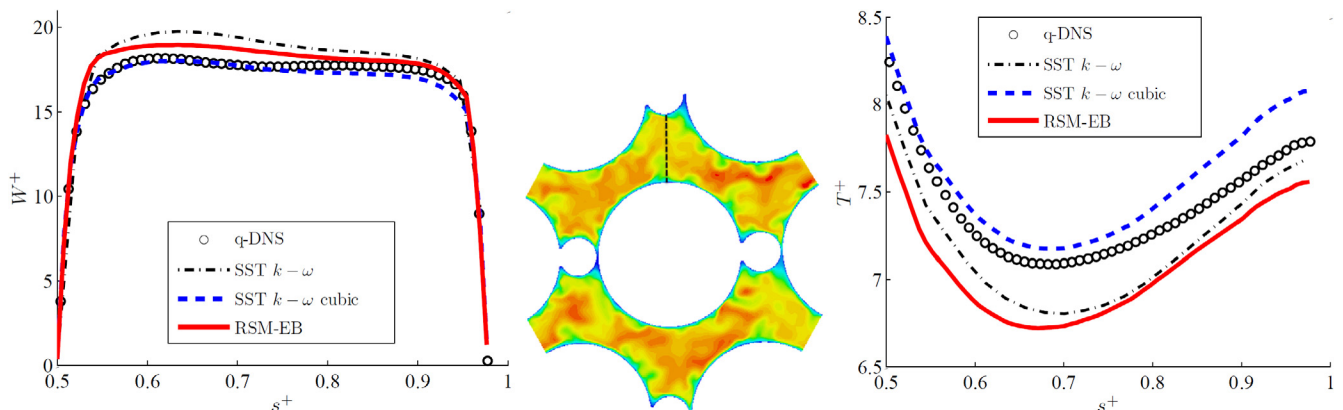 20
15
10
5
0
W⁺
q-DNS
SST k − ω
SST k − ω cubic
RSM-EB
0.5 0.6 0.7 0.8 0.9 1
s⁺
8.5
8
7.5
7
6.5
T⁺
q-DNS
SST k − ω
SST k − ω cubic
RSM-EB
0.5 0.6 0.7 0.8 0.9 1
s⁺